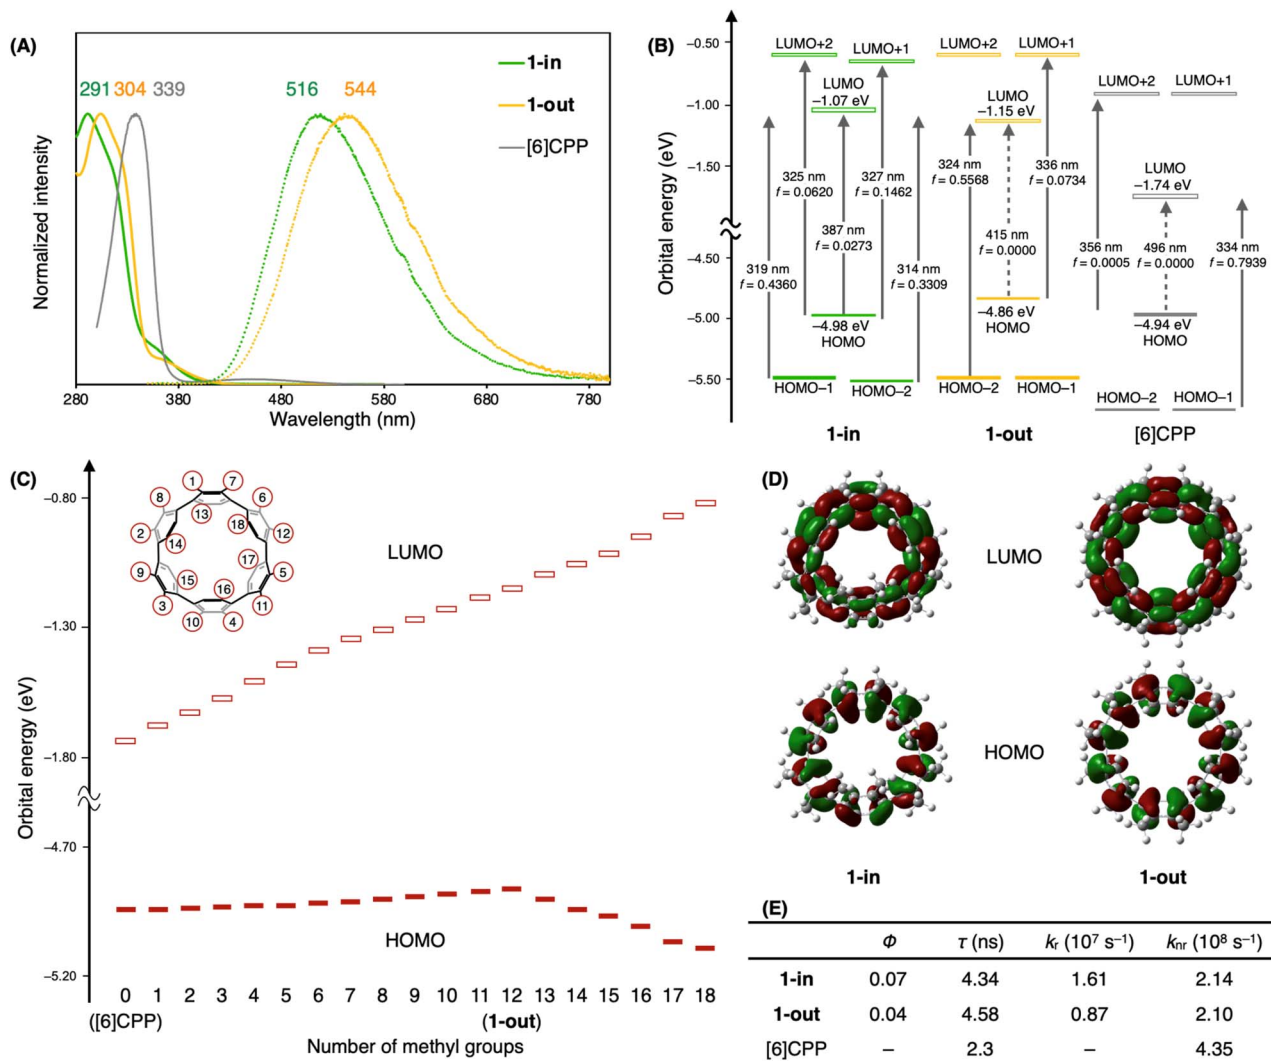 (A)
291 304 339 516 544
1-in
1-out
[6]CPP
Normalized intensity
280 380 480 580 680 780
Wavelength (nm)
(B)
Orbital energy (eV)
−0.50
−1.00
−1.50
−4.50
−5.00
−5.50
LUMO+2
LUMO+1
LUMO
−1.07 eV
325 nm
f = 0.0620
327 nm
f = 0.1462
387 nm
f = 0.0273
319 nm
f = 0.4360
314 nm
f = 0.3309
−4.98 eV
HOMO
HOMO−1
HOMO−2
1-in
LUMO+2
LUMO+1
LUMO
−1.15 eV
324 nm
f = 0.5568
336 nm
f = 0.0734
415 nm
f = 0.0000
−4.86 eV
HOMO
HOMO−2
HOMO−1
1-out
LUMO+2
LUMO+1
LUMO
−1.74 eV
356 nm
f = 0.0005
496 nm
f = 0.0000
334 nm
f = 0.7939
−4.94 eV
HOMO
HOMO−2
HOMO−1
[6]CPP
(C)
Orbital energy (eV)
−0.80
−1.30
−1.80
−4.70
−5.20
1 7
8 6
13 18
2 12
14
17
9 5
15 16
3 11
10 4
LUMO
HOMO
0 1 2 3 4 5 6 7 8 9 10 11 12 13 14 15 16 17 18
([6]CPP) (1-out)
Number of methyl groups
(D)
LUMO
HOMO
1-in 1-out
(E)
Φ τ (ns) kr (10⁷ s⁻¹) knr (10⁸ s⁻¹)
1-in 0.07 4.34 1.61 2.14
1-out 0.04 4.58 0.87 2.10
[6]CPP – 2.3 – 4.35